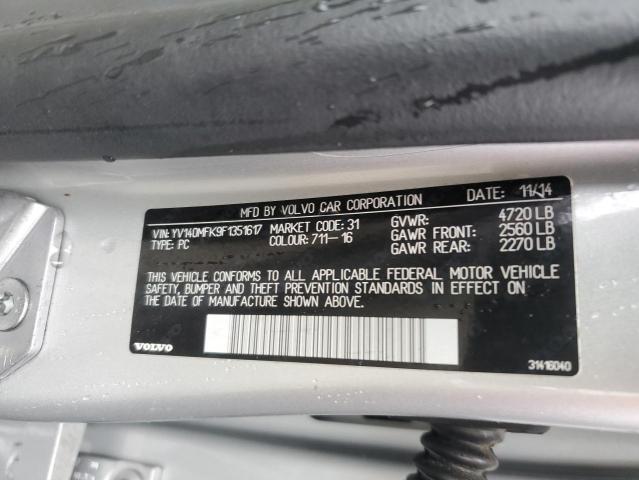 MFD BY VOLVO CAR CORPORATION DATE: 11/14
VIN: YV140MFK9F1351617 MARKET CODE: 31 GVWR: 4720 LB
TYPE: PC COLOUR: 711-16 GAWR FRONT: 2560 LB
GAWR REAR: 2270 LB
THIS VEHICLE CONFORMS TO ALL APPLICABLE FEDERAL MOTOR VEHICLE
SAFETY, BUMPER AND THEFT PREVENTION STANDARDS IN EFFECT ON
THE DATE OF MANUFACTURE SHOWN ABOVE.
VOLVO 31416040